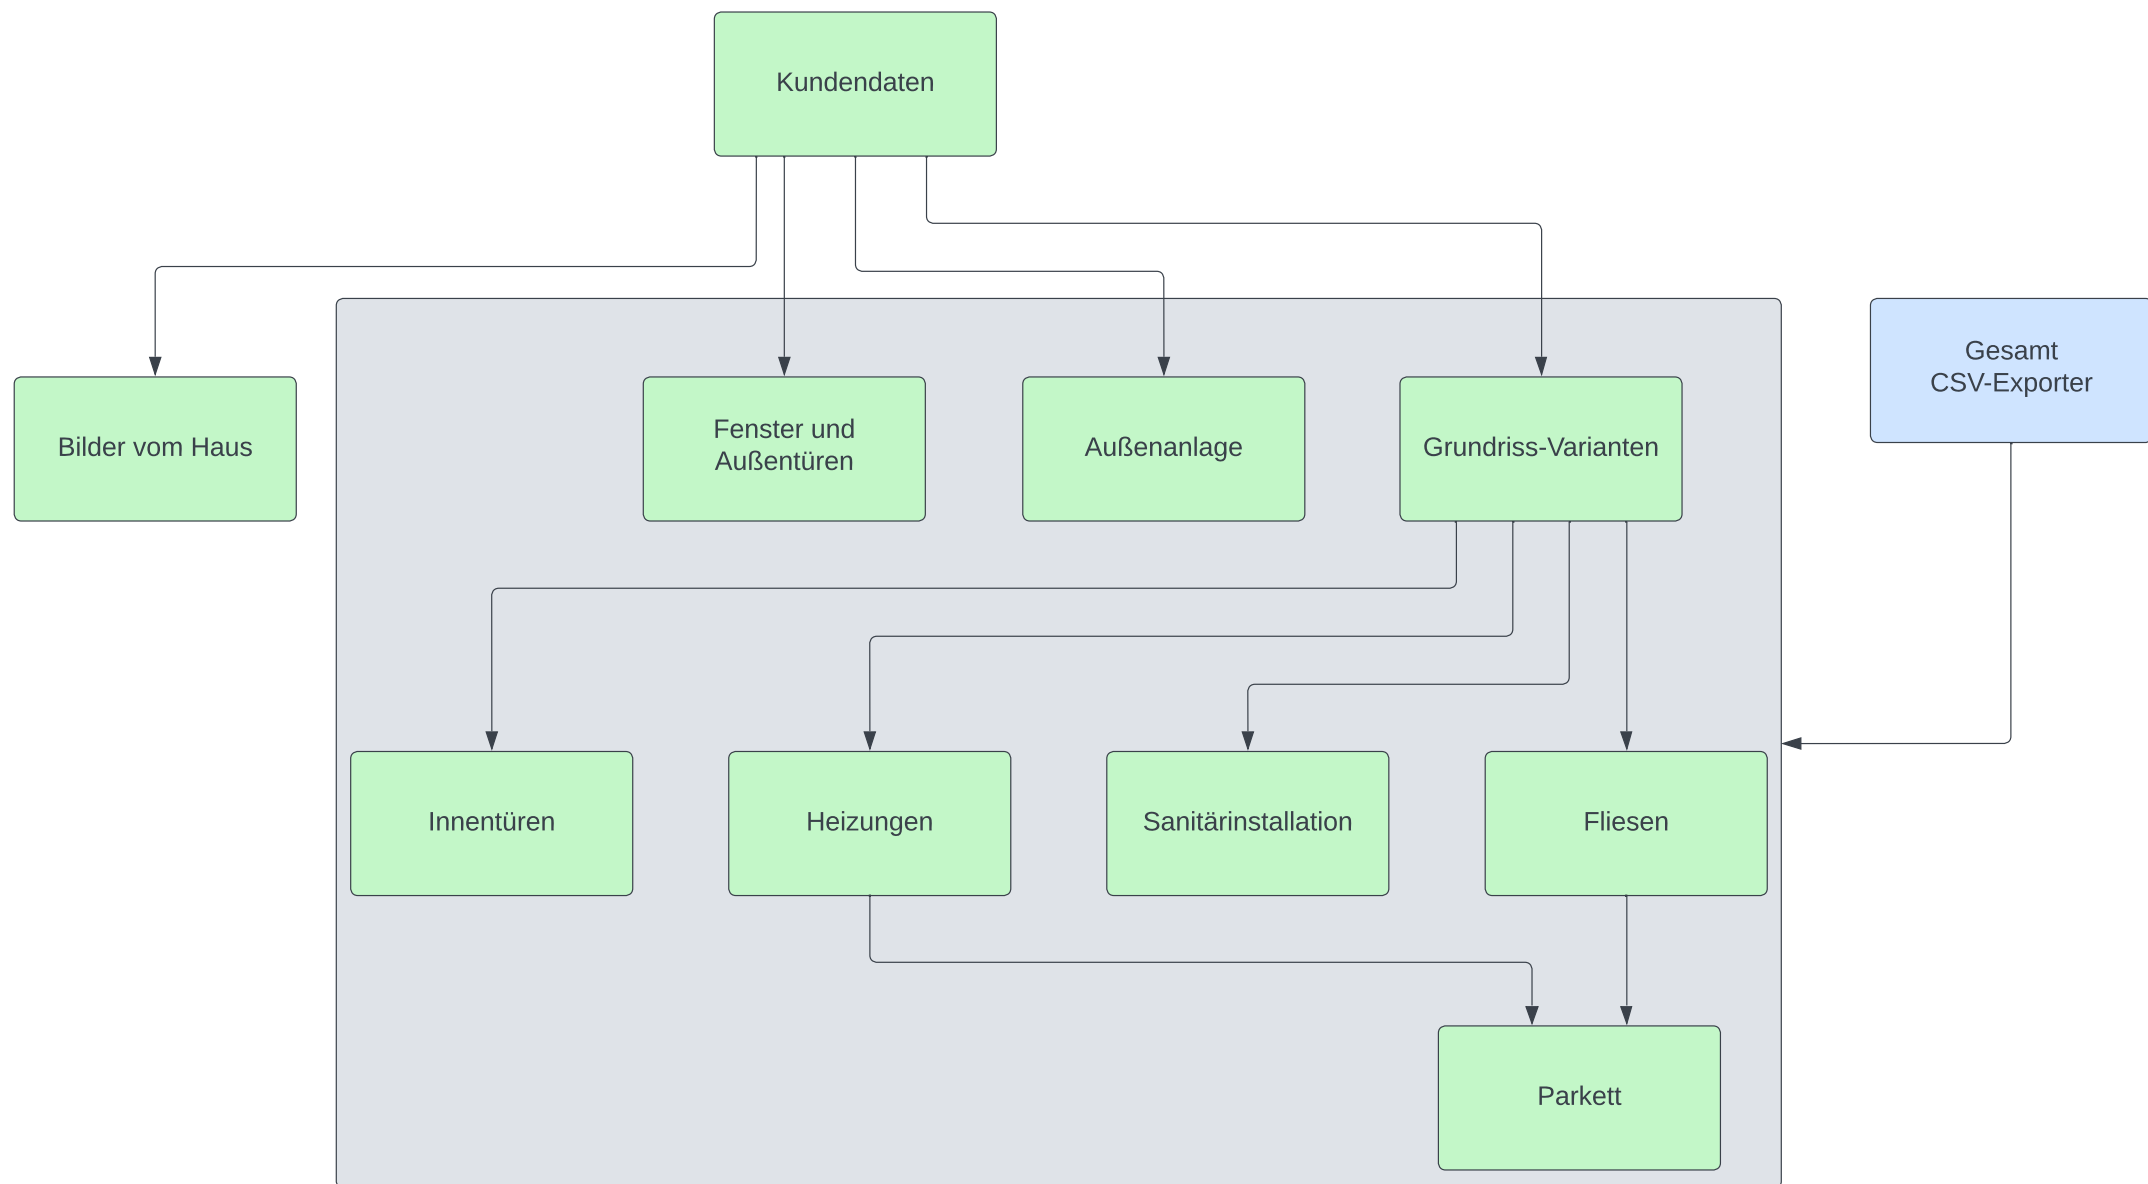 Kundendaten
Gesamt
CSV-Exporter
Bilder vom Haus
Fenster und
Außentüren
Außenanlage
Grundriss-Varianten
Innentüren
Heizungen
Sanitärinstallation
Fliesen
Parkett